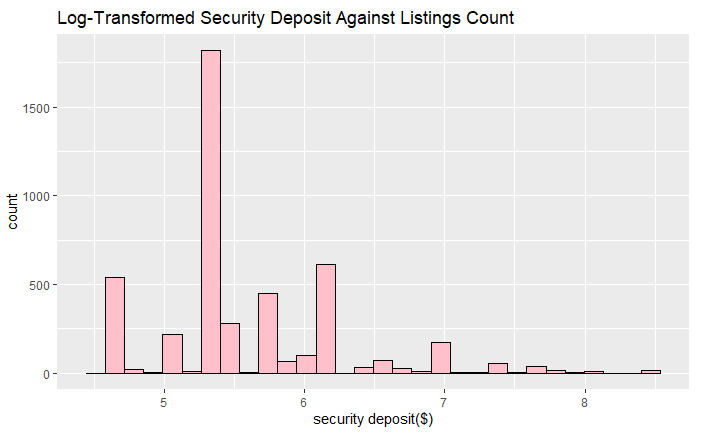 Log-Transformed Security Deposit Against Listings Count
1500
1000
500
0
count
5 6 7 8
security deposit($)